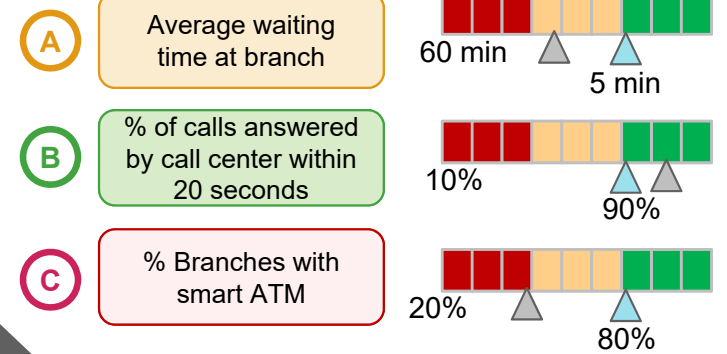 A
Average waiting
time at branch
60 min
5 min
B
% of calls answered
by call center within
20 seconds
10%
90%
C
% Branches with
smart ATM
20%
80%